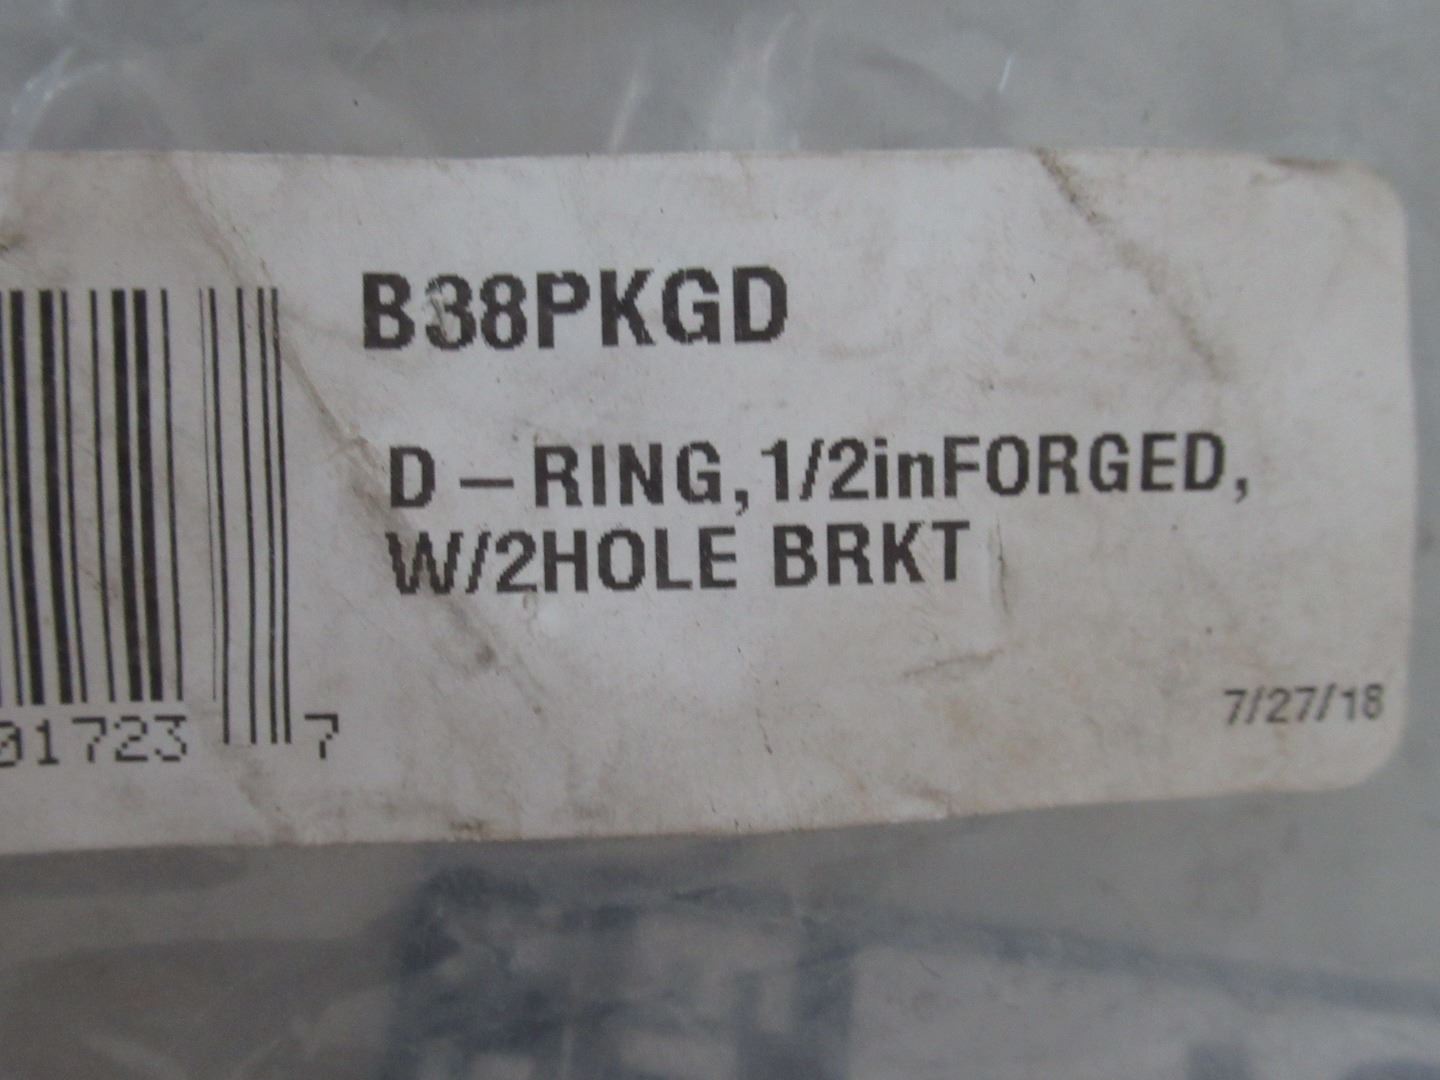 B38PKGD
D-RING,1/2inFORGED,
W/2HOLE BRKT
7/27/18
01723 7